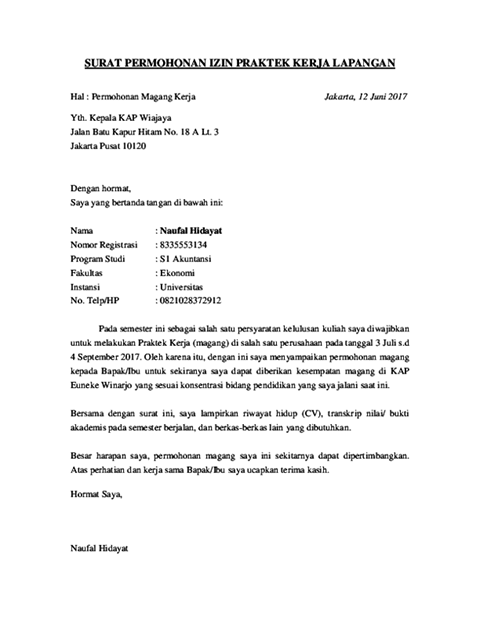 SURAT PERMOHONAN IZIN PRAKTEK KERJA LAPANGAN
Hal : Permohonan Magang Kerja Jakarta, 12 Juni 2017
Yth. Kepala KAP Wiajaya
Jalan Batu Kapur Hitam No. 18 A Lt. 3
Jakarta Pusat 10120
Dengan hormat,
Saya yang bertanda tangan di bawah ini:
Nama : Naufal Hidayat
Nomor Registrasi : 8335553134
Program Studi : S1 Akuntansi
Fakultas : Ekonomi
Instansi : Universitas
No. Telp/HP : 0821028372912
Pada semester ini sebagai salah satu persyaratan kelulusan kuliah saya diwajibkan
untuk melakukan Praktek Kerja (magang) di salah satu perusahaan pada tanggal 3 Juli s.d
4 September 2017. Oleh karena itu, dengan ini saya menyampaikan permohonan magang
kepada Bapak/Ibu untuk sekiranya saya dapat diberikan kesempatan magang di KAP
Euneke Winarjo yang sesuai konsentrasi bidang pendidikan yang saya jalani saat ini.
Bersama dengan surat ini, saya lampirkan riwayat hidup (CV), transkrip nilai/ bukti
akademis pada semester berjalan, dan berkas-berkas lain yang dibutuhkan.
Besar harapan saya, permohonan magang saya ini sekitarnya dapat dipertimbangkan.
Atas perhatian dan kerja sama Bapak/Ibu saya ucapkan terima kasih.
Hormat Saya,
Naufal Hidayat